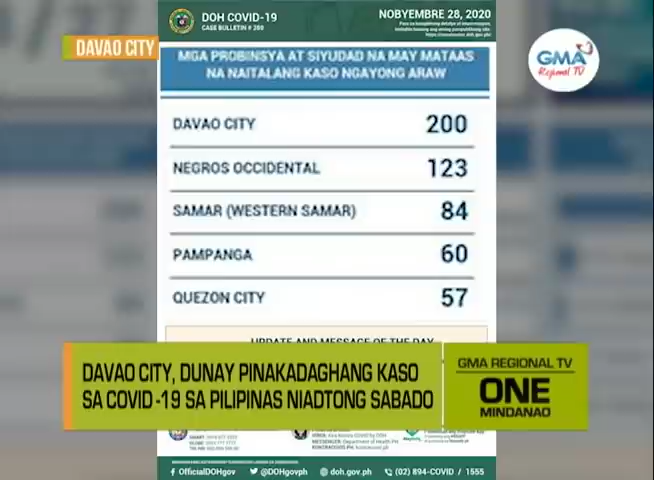 DOH COVID-19
CASE BULLETIN #
NOBYEMBRE 28, 2020
DAVAO CITY
GMA
Regional TV
MGA PROBINSYA AT SIYUDAD NA MAY MATAAS
NA NAITALANG KASO NGAYONG ARAW
DAVAO CITY 200
NEGROS OCCIDENTAL 123
SAMAR (WESTERN SAMAR) 84
PAMPANGA 60
QUEZON CITY 57
UPDATE AND MESSAGE OF THE DAY
DAVAO CITY, DUNAY PINAKADAGHANG KASO
SA COVID -19 SA PILIPINAS NIADTONG SABADO
GMA REGIONAL TV
ONE
MINDANAO
OfficialDOHgov @DOHgovph doh.gov.ph (02) 894-COVID / 1555